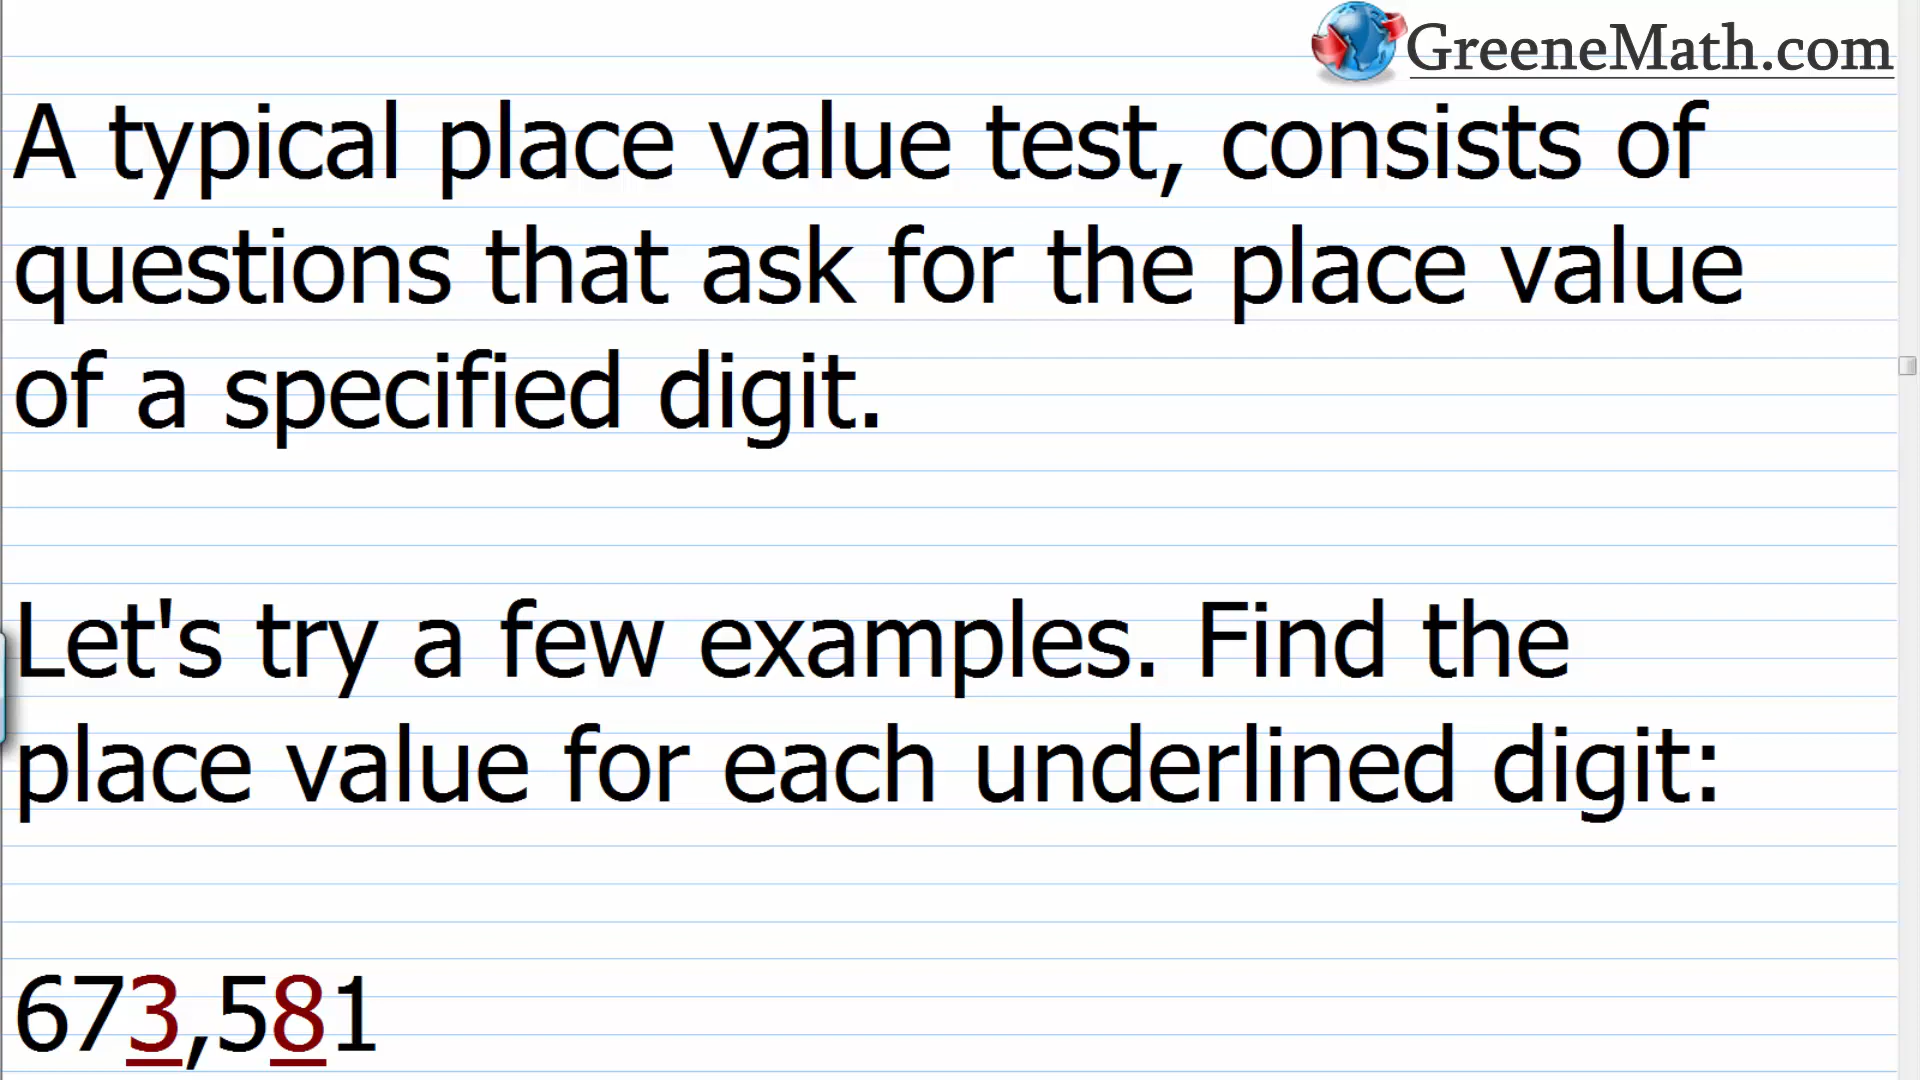 GreeneMath.com
A typical place value test, consists of
questions that ask for the place value
of a specified digit.
Let's try a few examples. Find the
place value for each underlined digit:
673,581